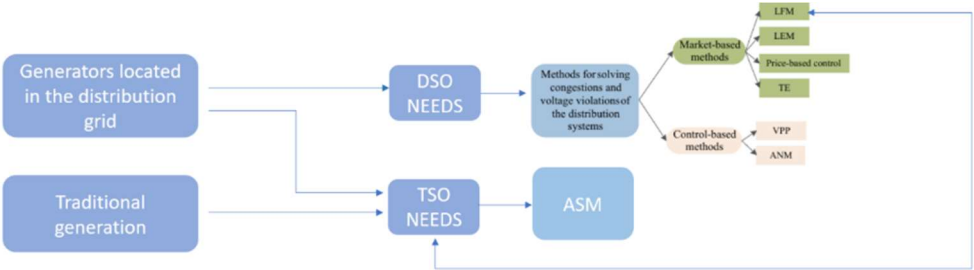 Generators located
in the distribution
grid
DSO
NEEDS
Methods for solving
congestions and
voltage violations of
the distribution
systems
Market-based
methods
LFM
LEM
Price-based control
TE
Control-based
methods
VPP
ANM
Traditional
generation
TSO
NEEDS
ASM